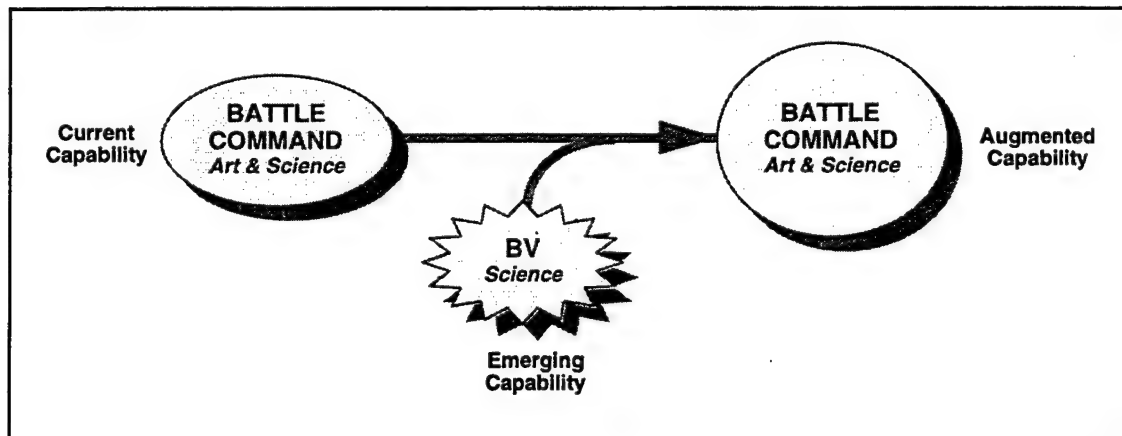 Current
Capability
BATTLE
COMMAND
Art & Science
BATTLE
COMMAND
Art & Science
Augmented
Capability
BV
Science
Emerging
Capability